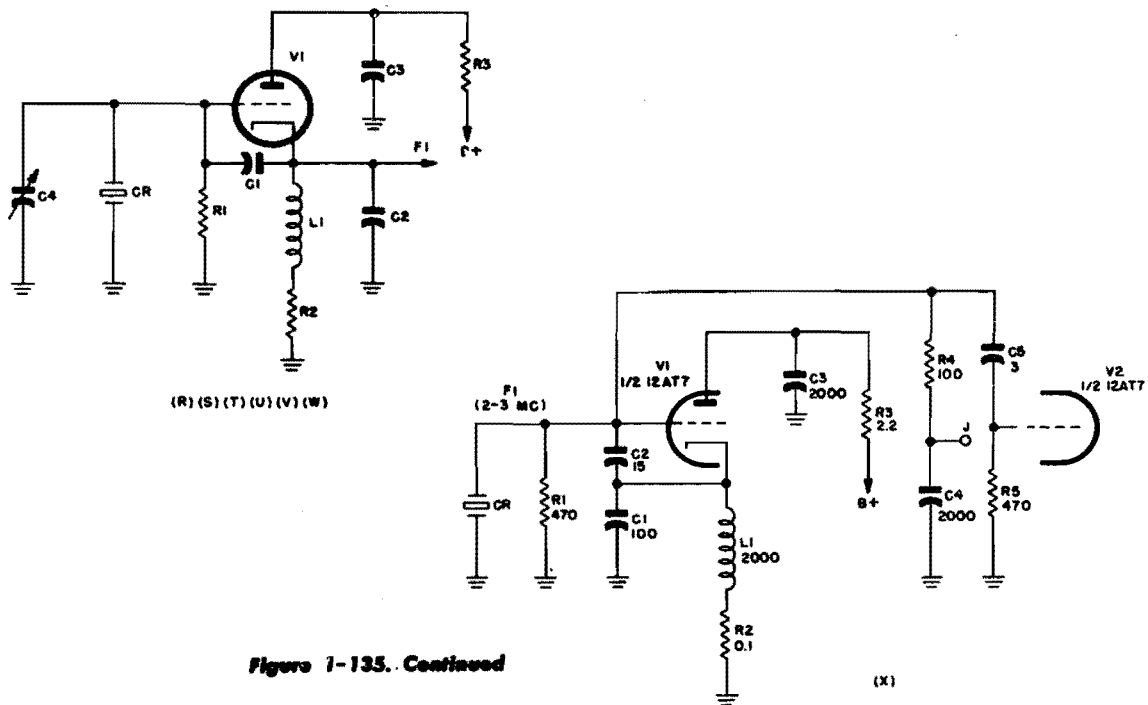 V1
C3
R3
B+
F1
C1
C4
CR
R1
L1
C2
R2
(R) (S) (T) (U) (V) (W)
F1
(2-3 MC)
V1
1/2 12AT7
C3
2000
R3
2.2
B+
R4
100
C5
3
V2
1/2 12AT7
J
C2
15
CR
R1
470
C1
100
L1
2000
C4
2000
R5
470
R2
0.1
Figure 1-135. Continued
(X)